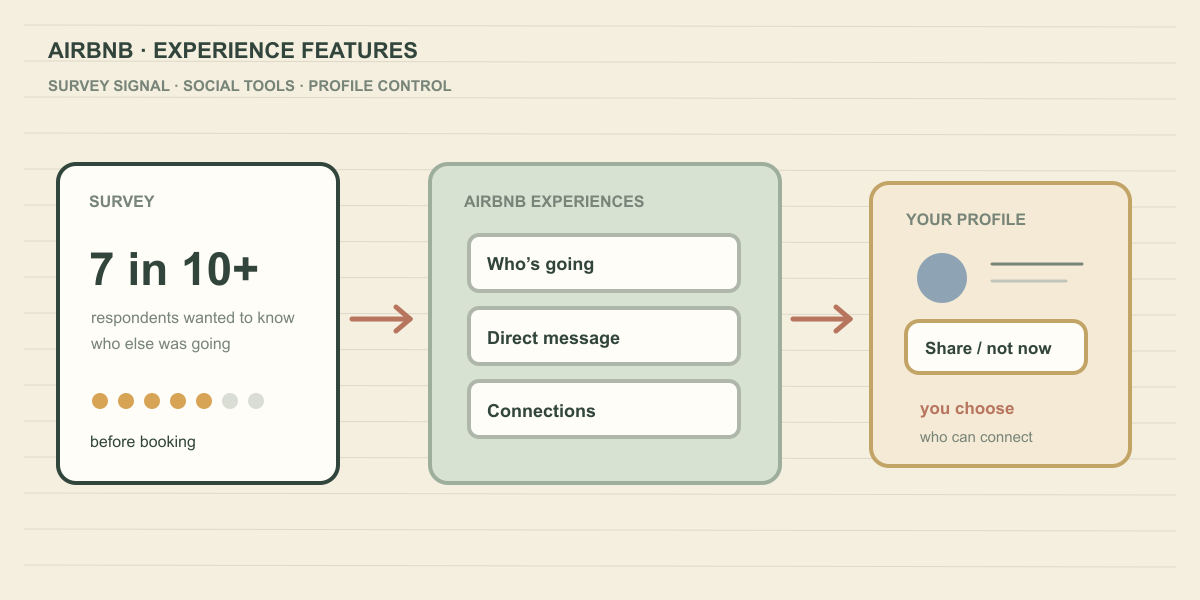 AIRBNB · EXPERIENCE FEATURES
SURVEY SIGNAL · SOCIAL TOOLS · PROFILE CONTROL
SURVEY
7 in 10+
respondents wanted to know
who else was going
before booking
AIRBNB EXPERIENCES
Who’s going
Direct message
Connections
YOUR PROFILE
Share / not now
you choose
who can connect